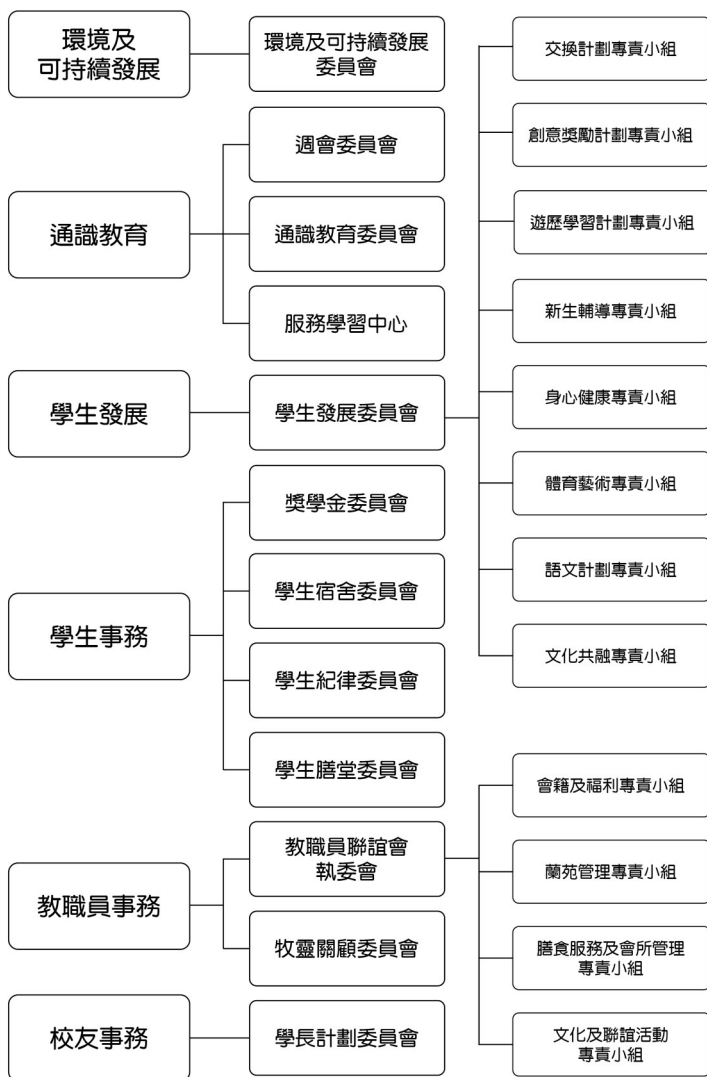 環境及
可持續發展
環境及可持續發展
委員會
通識教育
週會委員會
通識教育委員會
服務學習中心
學生發展
學生發展委員會
交換計劃專責小組
創意獎勵計劃專責小組
遊歷學習計劃專責小組
新生輔導專責小組
身心健康專責小組
體育藝術專責小組
語文計劃專責小組
文化共融專責小組
學生事務
獎學金委員會
學生宿舍委員會
學生紀律委員會
學生膳堂委員會
教職員事務
教職員聯誼會
執委會
牧靈關顧委員會
會籍及福利專責小組
蘭苑管理專責小組
膳食服務及會所管理
專責小組
文化及聯誼活動
專責小組
校友事務
學長計劃委員會